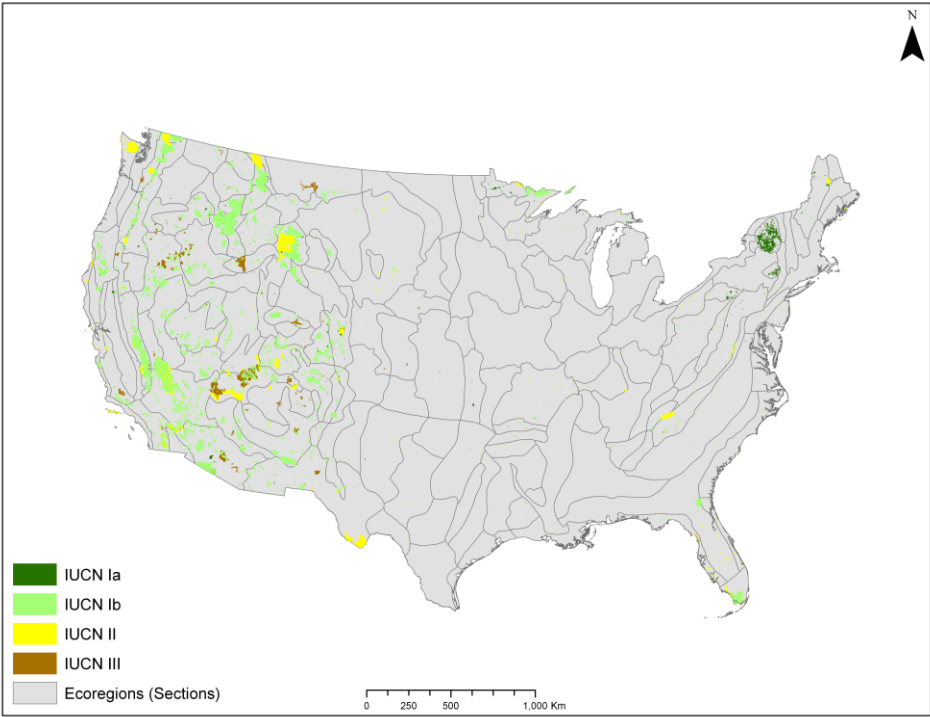 N
IUCN Ia
IUCN Ib
IUCN II
IUCN III
Ecoregions (Sections)
0 250 500 1,000 Km